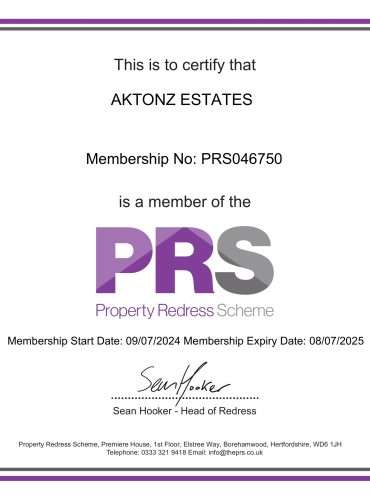 This is to certify that
AKTONZ ESTATES
Membership No: PRS046750
is a member of the
PRS
Property Redress Scheme
Membership Start Date: 09/07/2024 Membership Expiry Date: 08/07/2025
Sean Hooker
Sean Hooker - Head of Redress
Property Redress Scheme, Premiere House, 1st Floor, Elstree Way, Borehamwood, Hertfordshire, WD6 1JH
Telephone: 0333 321 9418 Email: info@theprs.co.uk